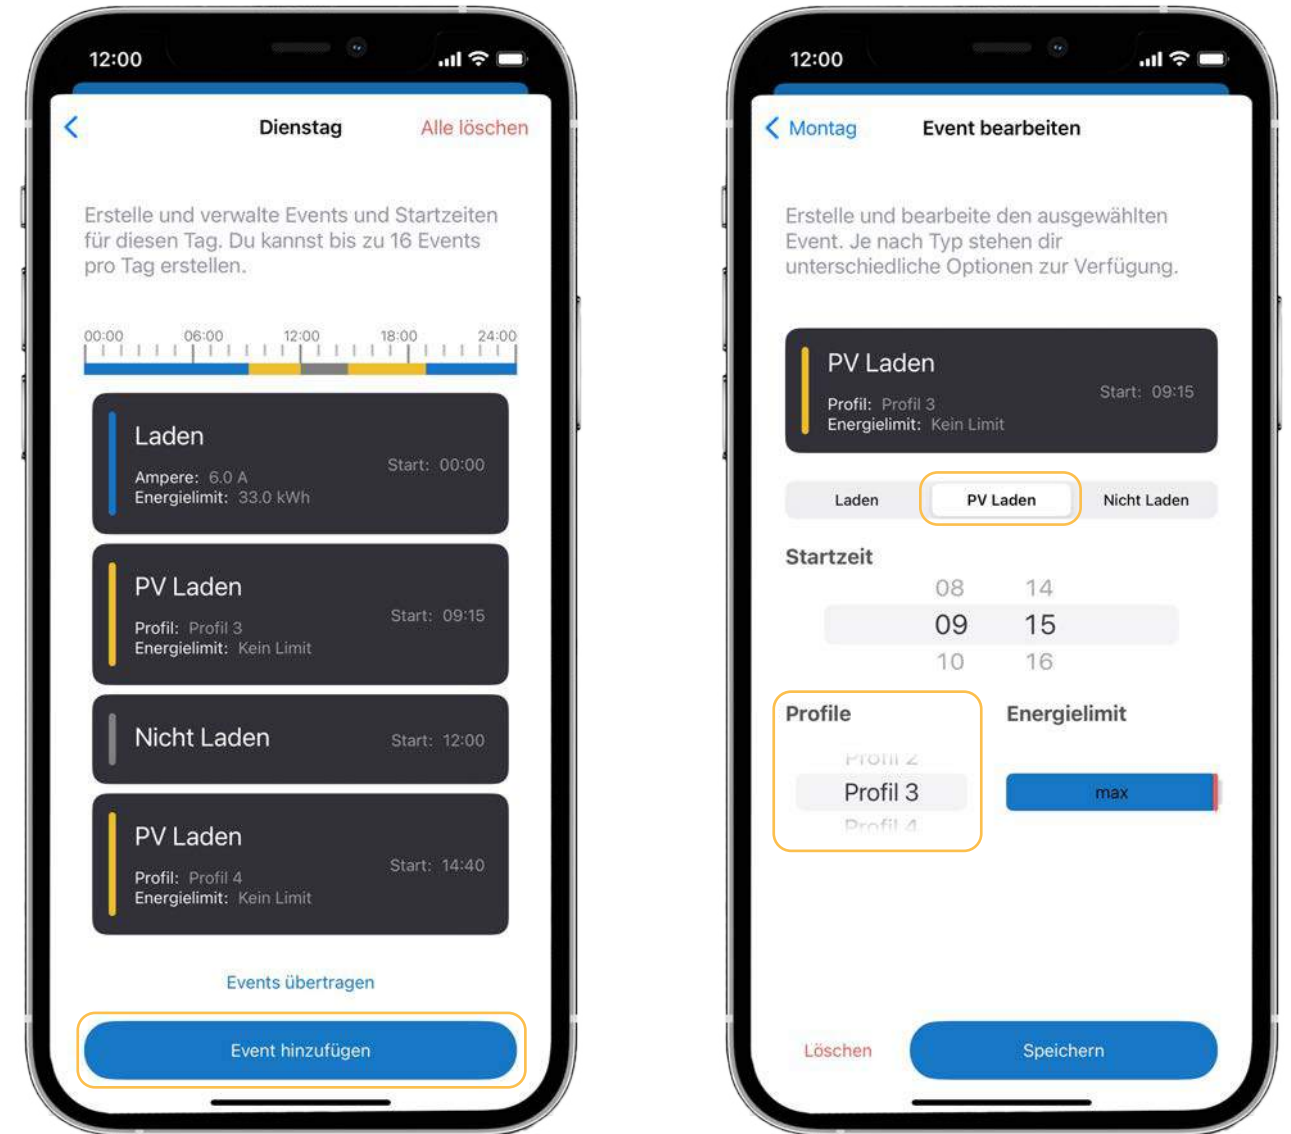 12:00
Dienstag
Alle löschen
Erstelle und verwalte Events und Startzeiten
für diesen Tag. Du kannst bis zu 16 Events
pro Tag erstellen.
00:00 06:00 12:00 18:00 24:00
Laden
Start: 00:00
Ampere: 6.0 A
Energielimit: 33.0 kWh
PV Laden
Start: 09:15
Profil: Profil 3
Energielimit: Kein Limit
Nicht Laden
Start: 12:00
PV Laden
Start: 14:40
Profil: Profil 4
Energielimit: Kein Limit
Events übertragen
Event hinzufügen
12:00
Montag
Event bearbeiten
Erstelle und bearbeite den ausgewählten
Event. Je nach Typ stehen dir
unterschiedliche Optionen zur Verfügung.
PV Laden
Start: 09:15
Profil: Profil 3
Energielimit: Kein Limit
Laden PV Laden Nicht Laden
Startzeit
08 14
09 15
10 16
Profile Energielimit
Profil 2
Profil 3 max
Profil 4
Löschen Speichern